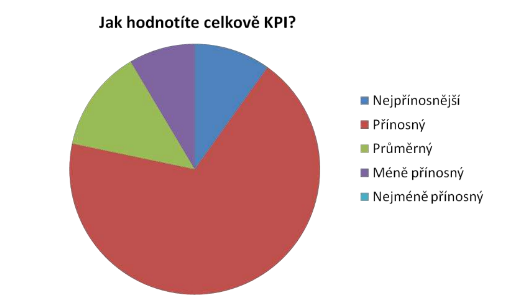 Jak hodnotíte celkově KPI?
Nejpřínosnější
Přínosný
Průměrný
Méně přínosný
Nejméně přínosný